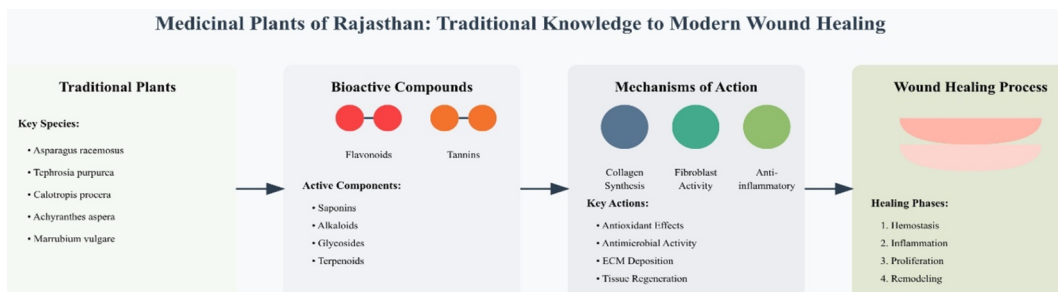 Medicinal Plants of Rajasthan: Traditional Knowledge to Modern Wound Healing
Traditional Plants
Key Species:
• Asparagus racemosus
• Tephrosia purpurea
• Calotropis procera
• Achyranthes aspera
• Marrubium vulgare
Bioactive Compounds
Flavonoids
Tannins
Active Components:
• Saponins
• Alkaloids
• Glycosides
• Terpenoids
Mechanisms of Action
Collagen
Synthesis
Fibroblast
Activity
Anti-
inflammatory
Key Actions:
• Antioxidant Effects
• Antimicrobial Activity
• ECM Deposition
• Tissue Regeneration
Wound Healing Process
Healing Phases:
1. Hemostasis
2. Inflammation
3. Proliferation
4. Remodeling